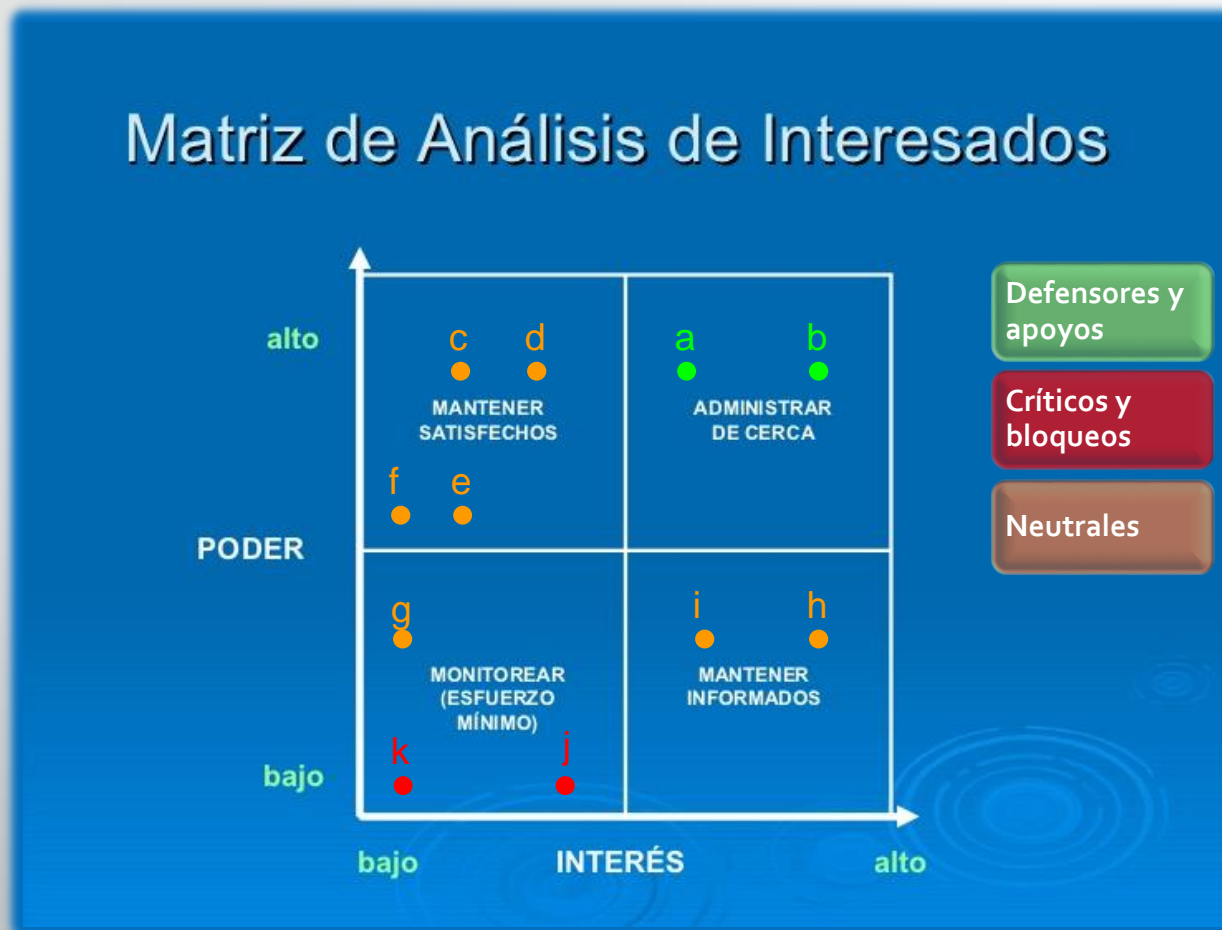 Matriz de Análisis de Interesados
Defensores y
apoyos
Críticos y
bloqueos
Neutrales
alto
c d a b
MANTENER
SATISFECHOS
ADMINISTRAR
DE CERCA
f e
PODER
g i h
MONITOREAR
(ESFUERZO
MÍNIMO)
MANTENER
INFORMADOS
k j
bajo
bajo INTERÉS alto